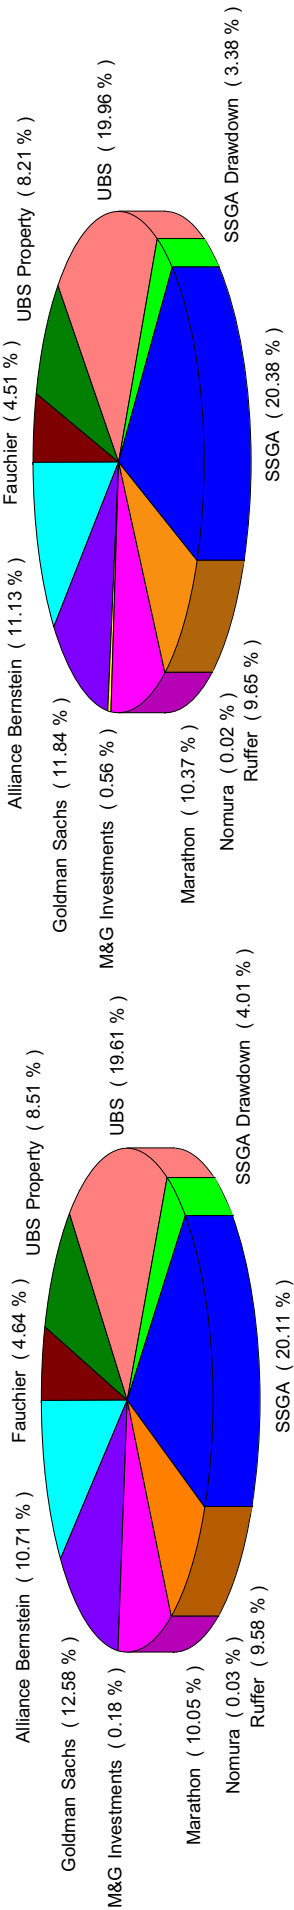 Alliance Bernstein ( 10.71 % )
Fauchier ( 4.64 % )
UBS Property ( 8.51 % )
Goldman Sachs ( 12.58 % )
UBS ( 19.61 % )
M&G Investments ( 0.18 % )
Marathon ( 10.05 % )
SSGA Drawdown ( 4.01 % )
Nomura ( 0.03 % )
Ruffer ( 9.58 % )
SSGA ( 20.11 % )
Alliance Bernstein ( 11.13 % )
Fauchier ( 4.51 % )
UBS Property ( 8.21 % )
Goldman Sachs ( 11.84 % )
UBS ( 19.96 % )
M&G Investments ( 0.56 % )
Marathon ( 10.37 % )
SSGA Drawdown ( 3.38 % )
Nomura ( 0.02 % )
Ruffer ( 9.65 % )
SSGA ( 20.38 % )